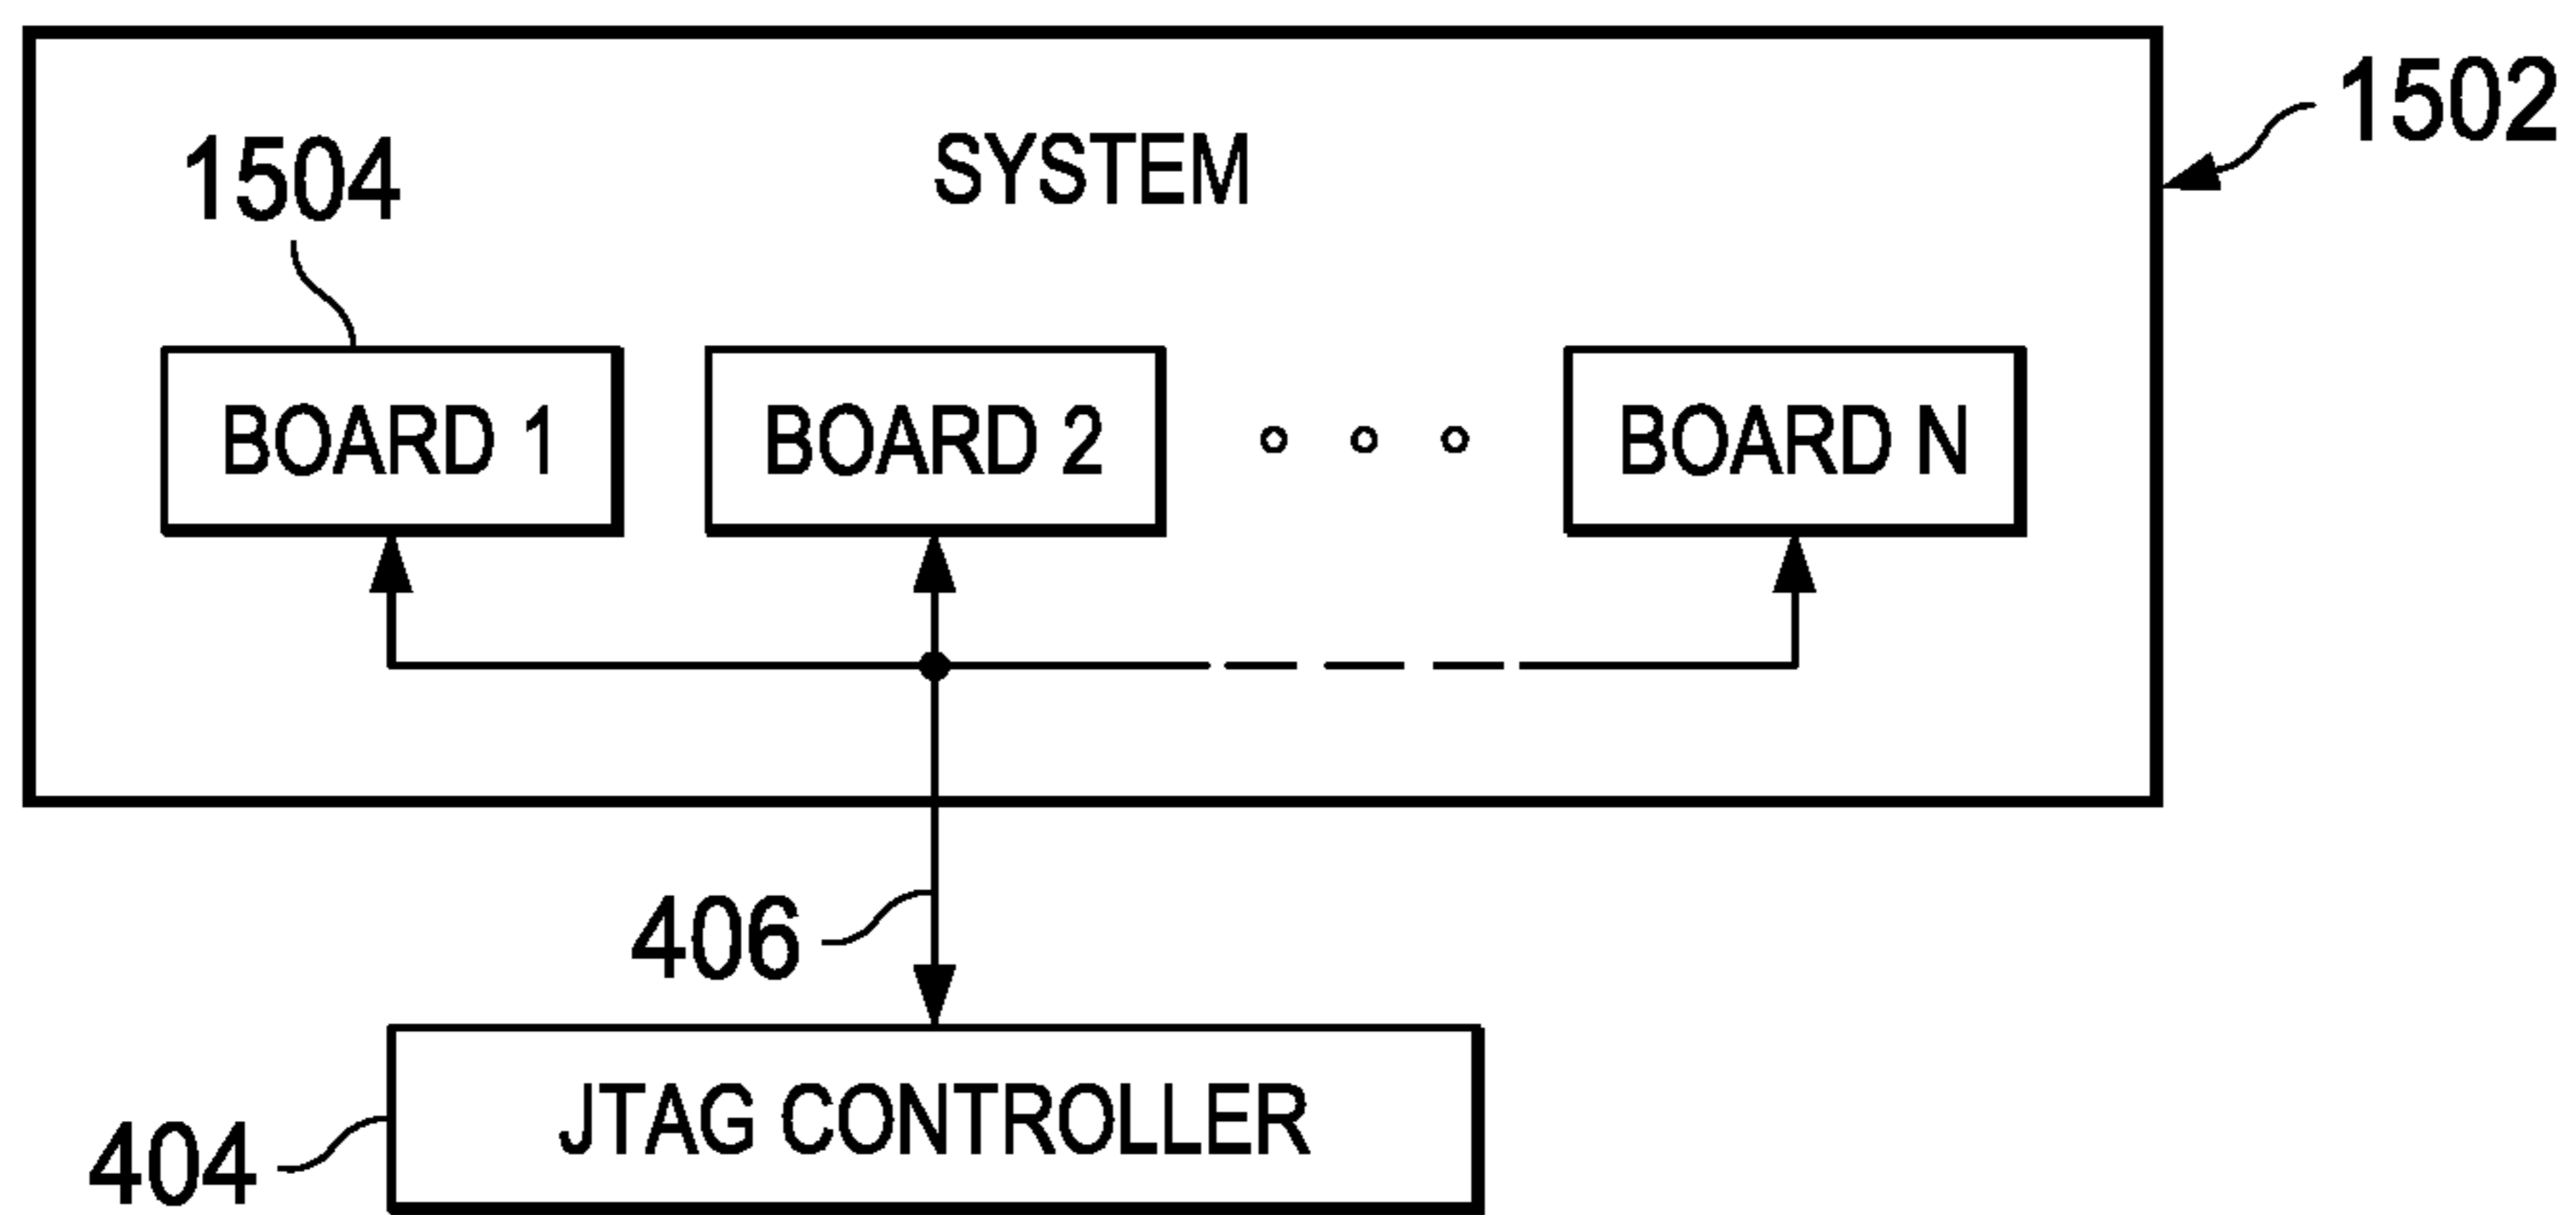 1502
SYSTEM
1504
BOARD 1 BOARD 2 BOARD N
406
JTAG CONTROLLER
404